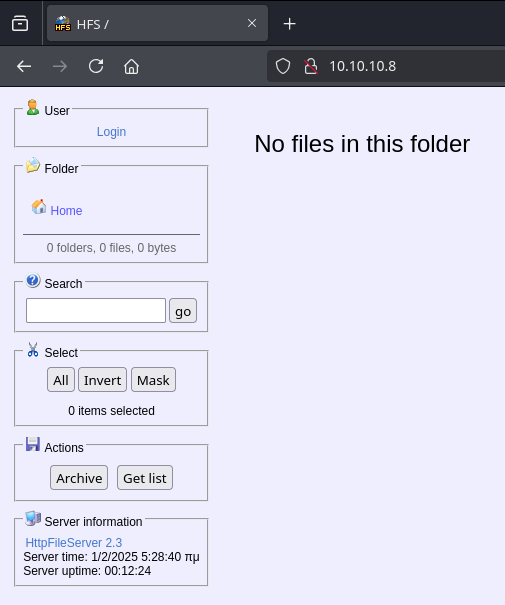 HFS /
10.10.10.8
User
Login
Folder
Home
0 folders, 0 files, 0 bytes
Search
go
Select
All Invert Mask
0 items selected
Actions
Archive Get list
Server information
HttpFileServer 2.3
Server time: 1/2/2025 5:28:40 πμ
Server uptime: 00:12:24
No files in this folder